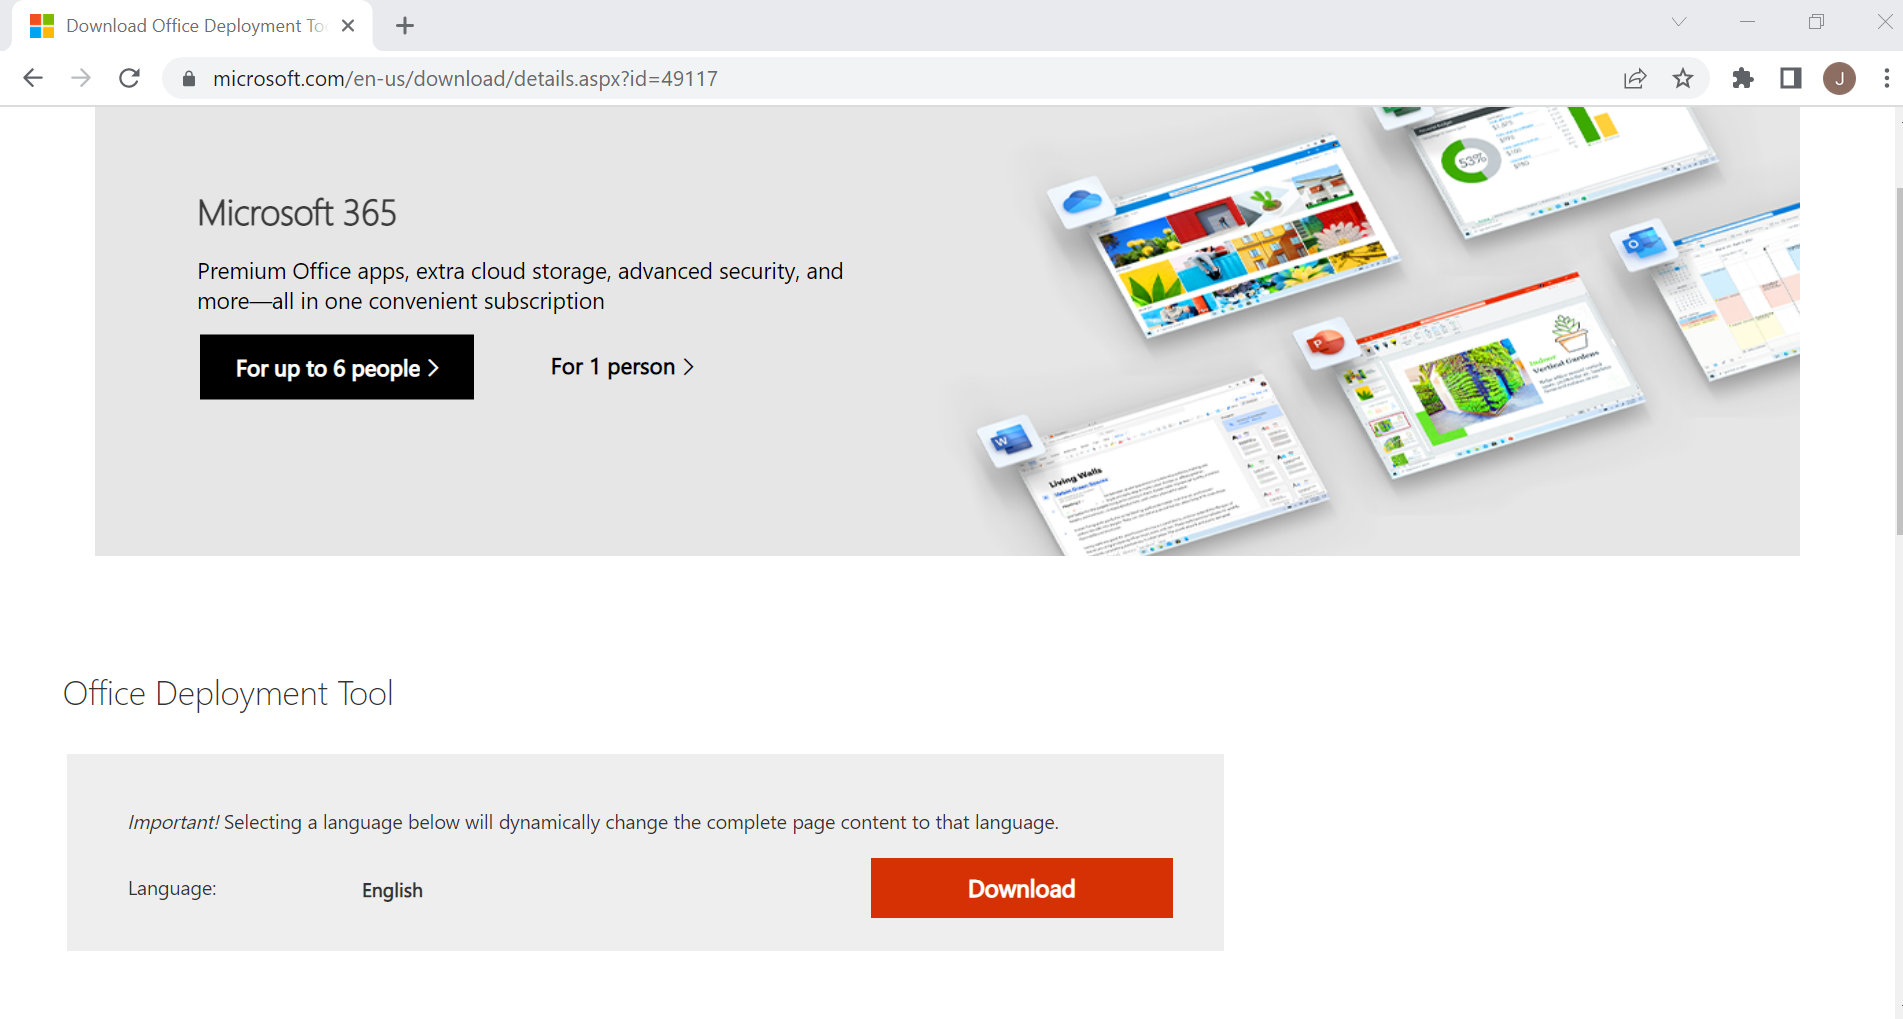 Download Office Deployment To
microsoft.com/en-us/download/details.aspx?id=49117
J
Microsoft 365
Premium Office apps, extra cloud storage, advanced security, and
more—all in one convenient subscription
For up to 6 people
For 1 person
53%
Indoor
Vertical Gardens
P
O
W
Living Walls
Urban Green Spaces
Office Deployment Tool
Important! Selecting a language below will dynamically change the complete page content to that language.
Language:
English
Download